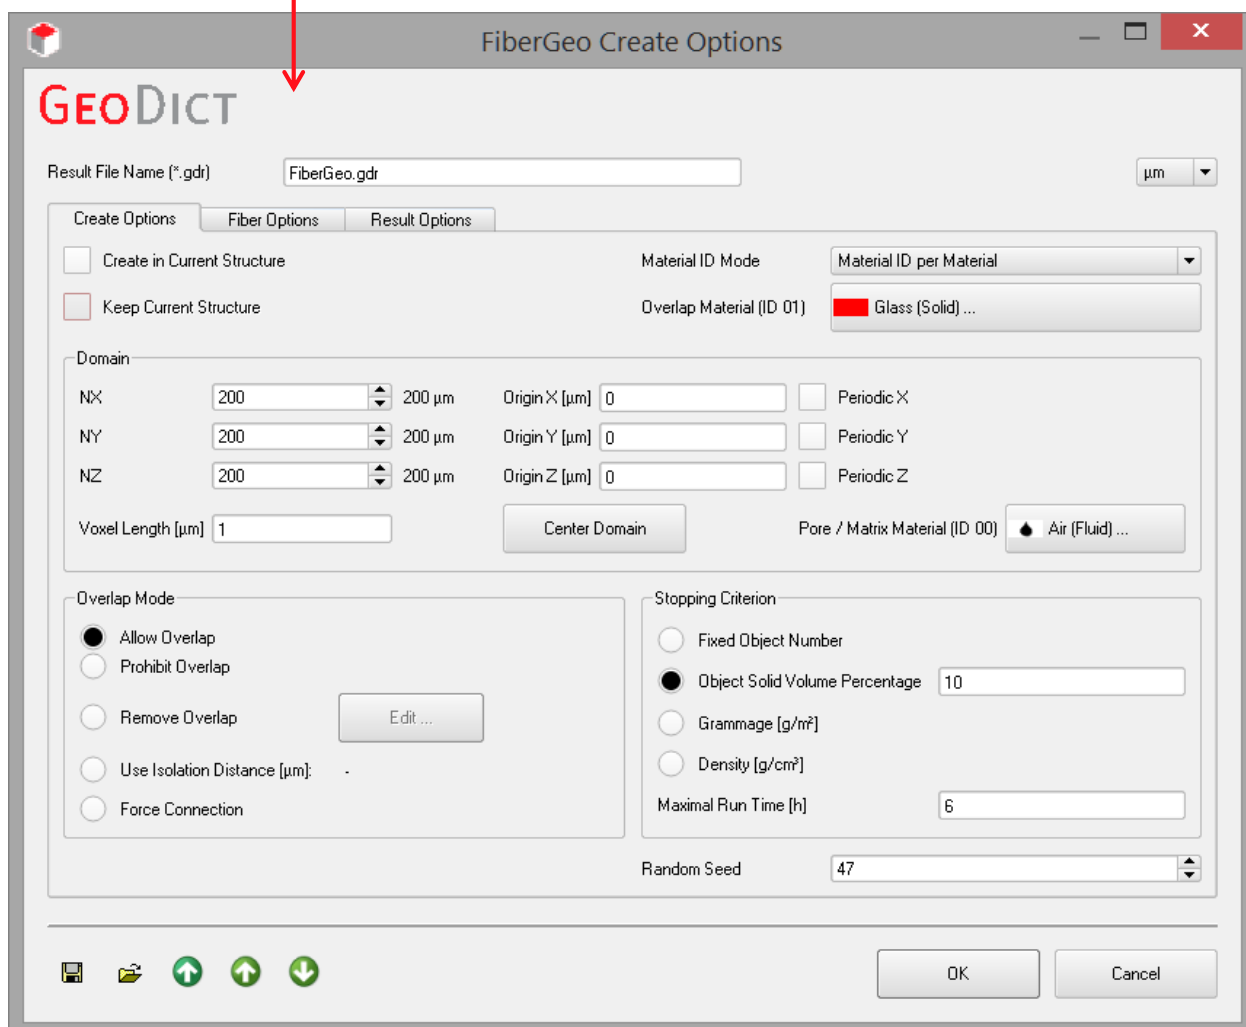 FiberGeo Create Options
GEODICT
Result File Name (*.gdr) FiberGeo.gdr µm
Create Options Fiber Options Result Options
Create in Current Structure Material ID Mode Material ID per Material
Keep Current Structure Overlap Material (ID 01) Glass (Solid) ...
Domain
NX 200 200 µm Origin X [µm] 0 Periodic X
NY 200 200 µm Origin Y [µm] 0 Periodic Y
NZ 200 200 µm Origin Z [µm] 0 Periodic Z
Voxel Length [µm] 1 Center Domain Pore / Matrix Material (ID 00) Air (Fluid) ...
Overlap Mode Stopping Criterion
Allow Overlap Fixed Object Number
Prohibit Overlap
Object Solid Volume Percentage 10
Remove Overlap Edit ... Grammage [g/m²]
Use Isolation Distance [µm]: - Density [g/cm³]
Force Connection Maximal Run Time [h] 6
Random Seed 47
OK Cancel